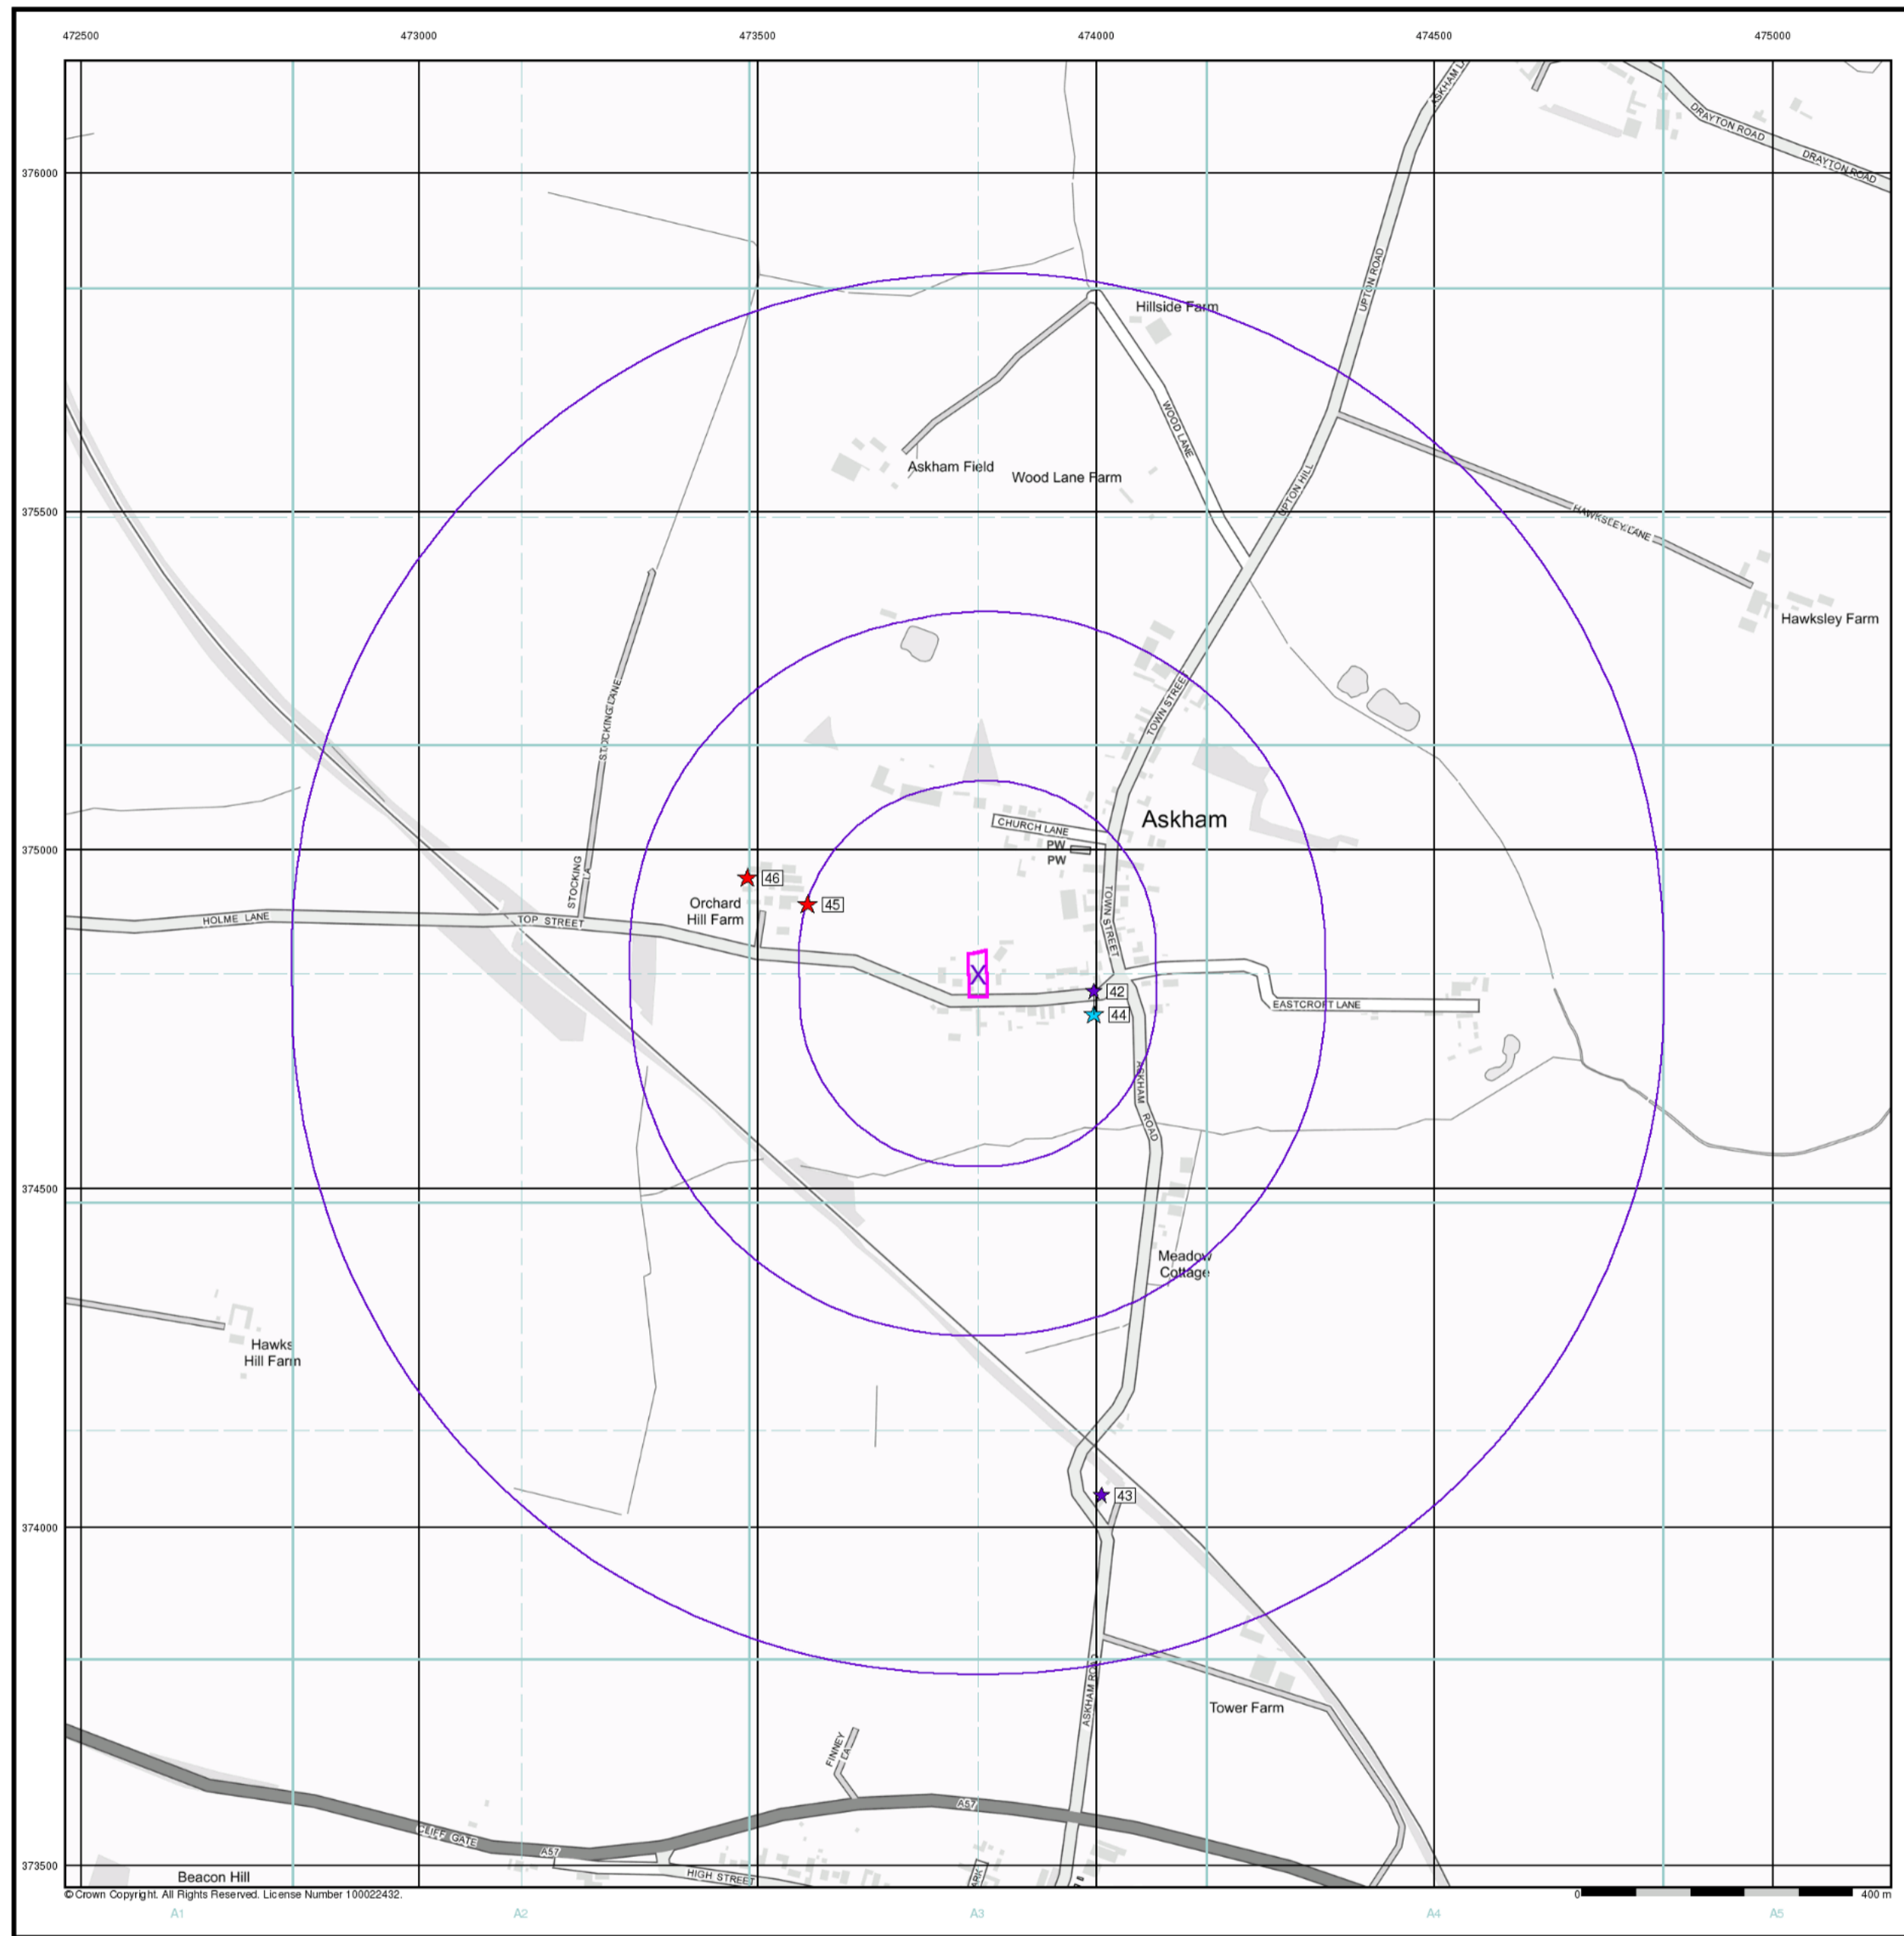 472500 473000 473500 474000 474500 475000
ASKHAM LA
DRAYTON ROAD
DRAYTON ROAD
376000
UPTON ROAD
Hillside Farm
WOOD LANE
Askham Field
Wood Lane Farm
UPTON HILL
375500
HAWKSLEY LANE
Hawksley Farm
STOCKING LANE
TOWN STREET
Askham
CHURCH LANE
PW
PW
375000
STOCKING LA
46
45
Orchard
Hill Farm
TOWN STREET
HOLME LANE
TOP STREET
X
42
44
EASTCROFT LANE
ASKHAM ROAD
374500
Meadow
Cottage
Hawks
Hill Farm
374000
43
ASKHAM ROAD
Tower Farm
FINNEY
LA
A57
CLIFF GATE
A57
373500
Beacon Hill
HIGH STREET
© Crown Copyright. All Rights Reserved. License Number 100022432.
0 400 m
A1 A2 A3 A4 A5